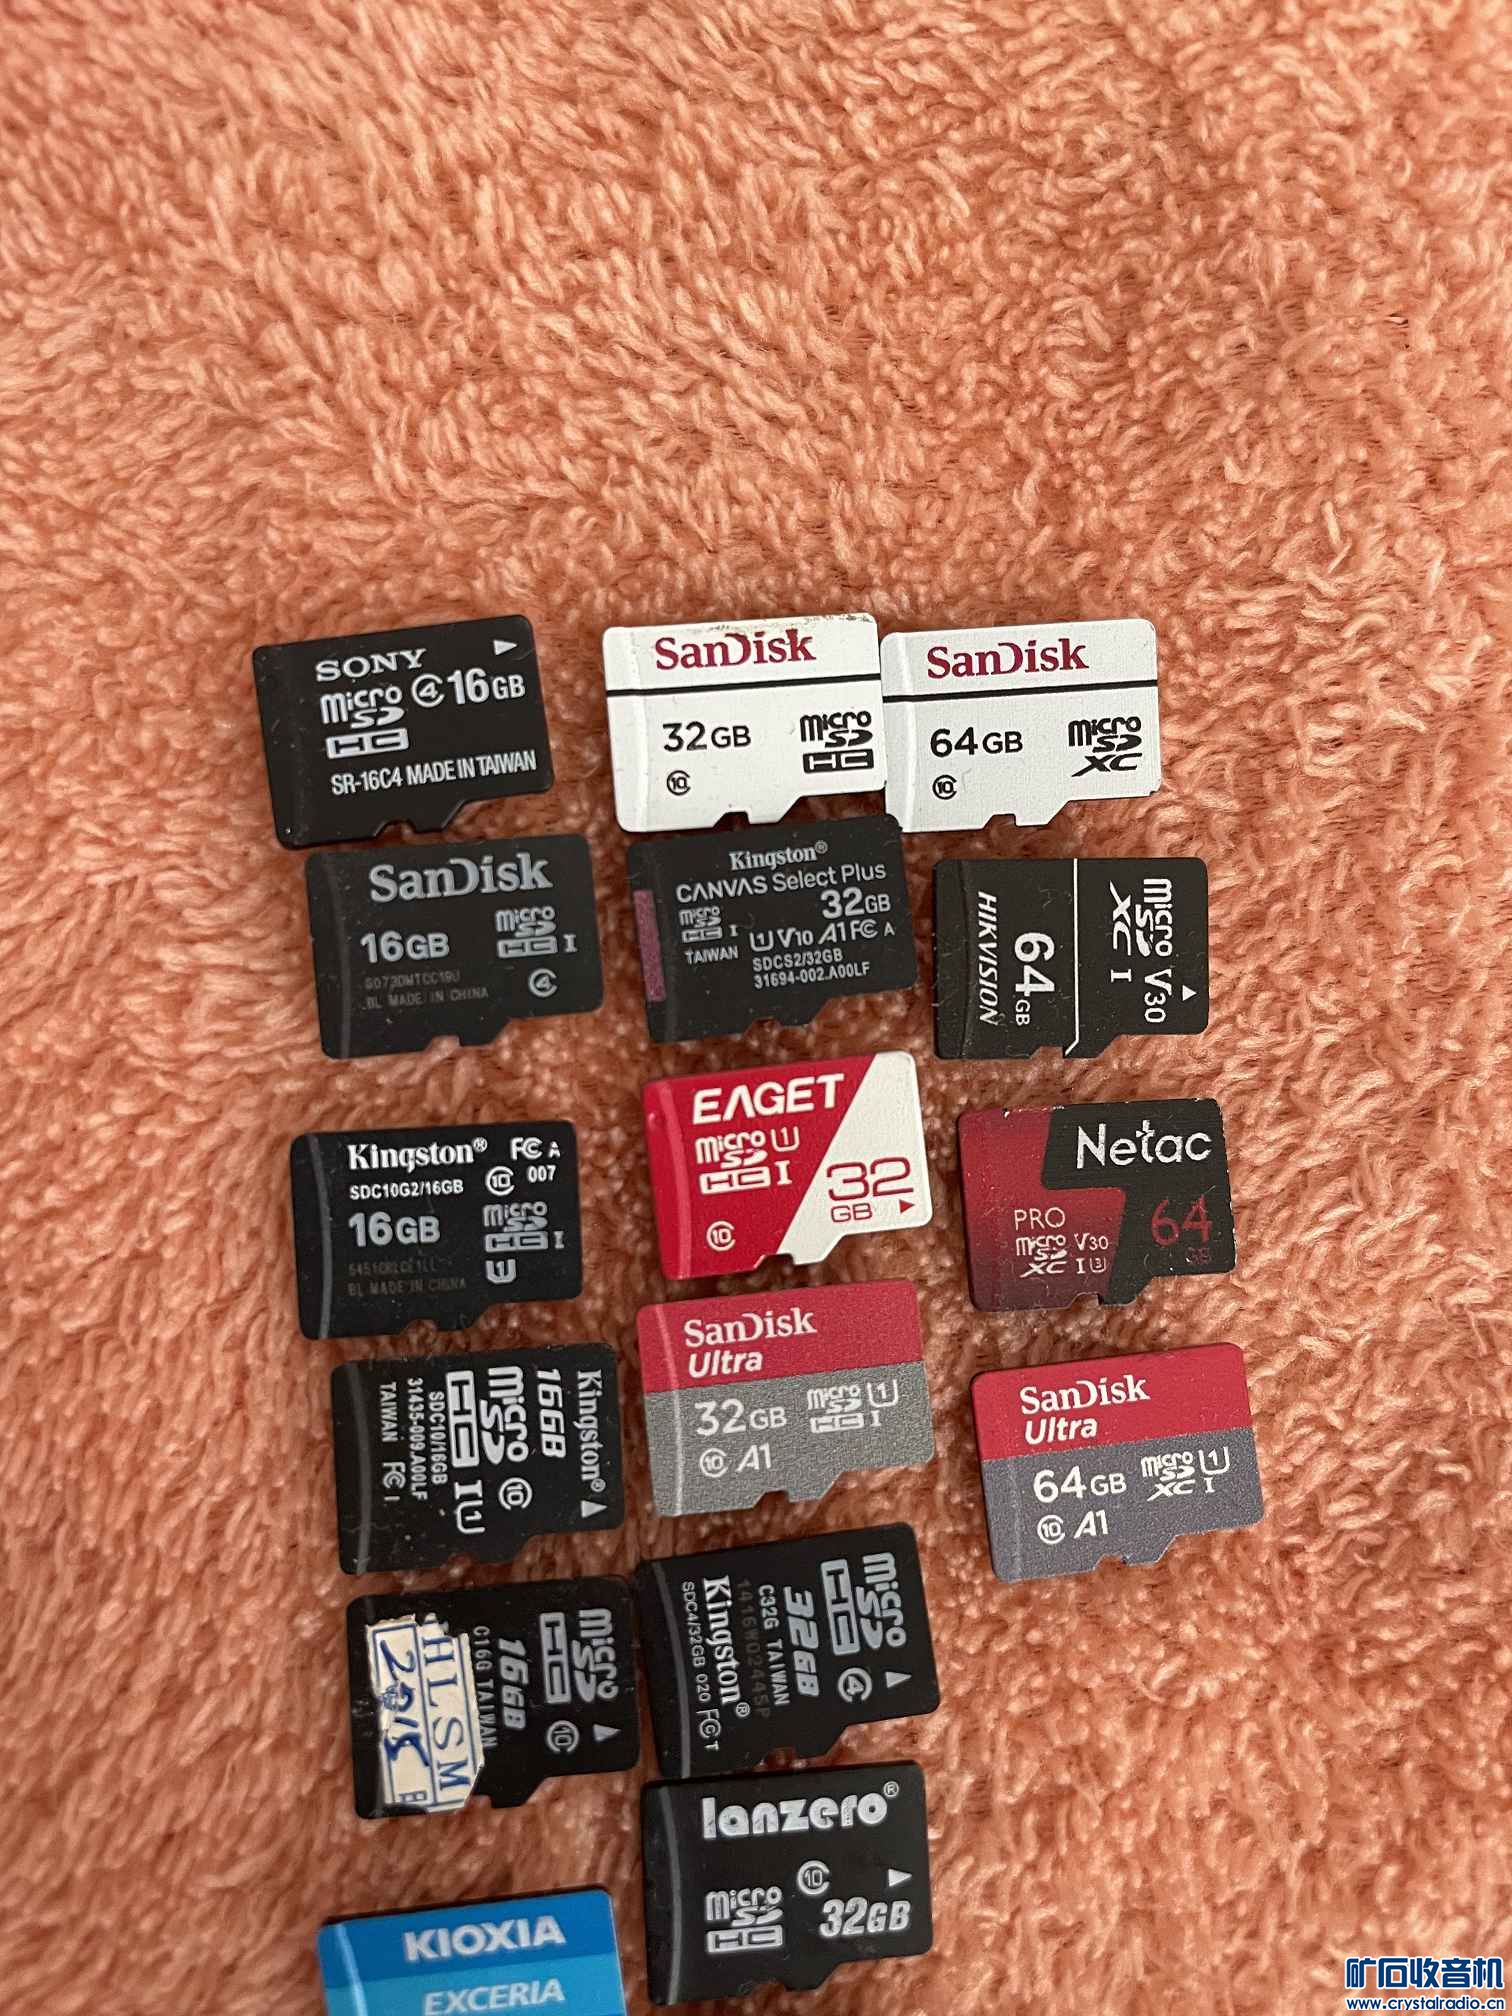 SONY
micro SD HC 4 16GB
SR-16C4 MADE IN TAIWAN
SanDisk
32GB
micro SD HC
10
SanDisk
64GB
micro SD XC
10
SanDisk
16GB
micro SD HC I
BL MADE IN CHINA
4
Kingston®
CANVAS Select Plus
32GB
micro SD HC I
U1 V10 A1 FC A
TAIWAN
SDCS2/32GB
31694-002.A00LF
micro SD XC I V30
64GB
HIKVISION
Kingston® FC A
SDC10G2/16GB 10 007
16GB
micro SD HC I
BL MADE IN CHINA
EAGET
micro SD HC I U1
32
GB
10
Netac
64
GB
PRO
micro SD XC V30
I U3
Kingston®
16GB
micro SD HC I U1
10
SDC10/16GB
31435-009.A00LF
TAIWAN FC I
SanDisk
Ultra
32GB
micro SD HC I U1
10 A1
SanDisk
Ultra
64GB
micro SD XC I U1
10 A1
micro SD HC
16GB 10
C16G TAIWAN
HLSM
micro SD HC
32GB 4
C32G TAIWAN
Kingston®
SDC4/32GB 020 FC T
lanzero®
10
micro SD HC
32GB
KIOXIA
EXCERIA
矿石收音机
www.crystalradio.cn